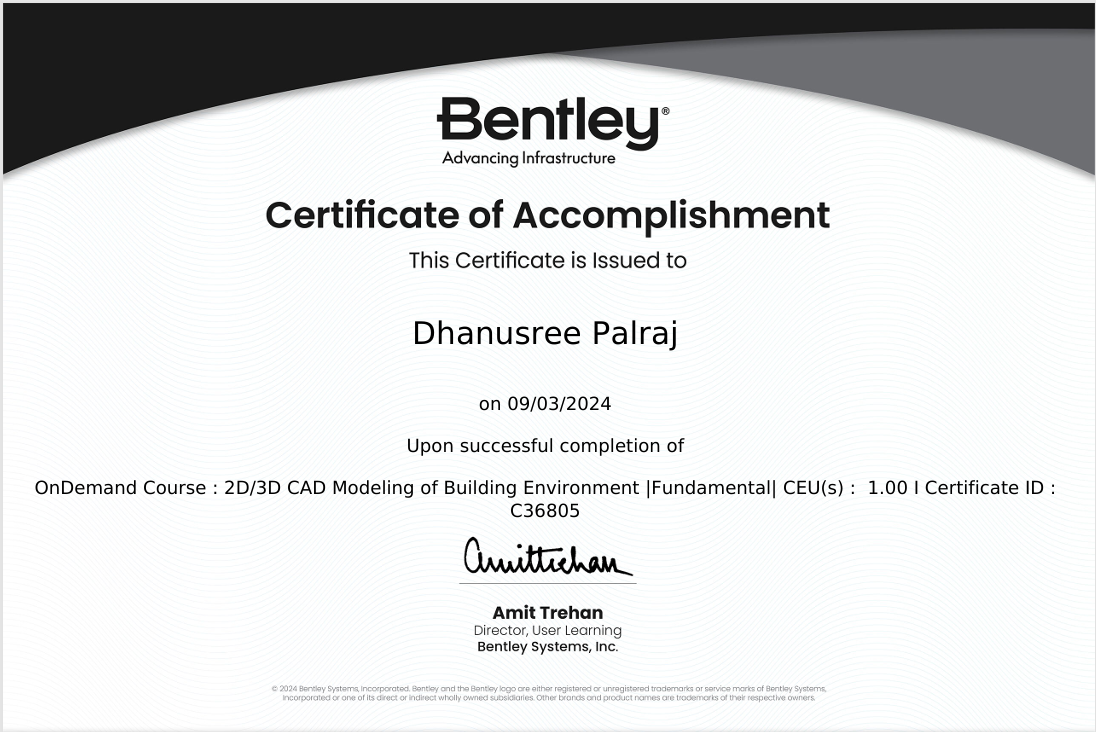 Bentley®
Advancing Infrastructure
Certificate of Accomplishment
This Certificate is Issued to
Dhanusree Palraj
on 09/03/2024
Upon successful completion of
OnDemand Course : 2D/3D CAD Modeling of Building Environment |Fundamental| CEU(s) :  1.00 I Certificate ID :
C36805
Amit Trehan
Amit Trehan
Director, User Learning
Bentley Systems, Inc.
© 2024 Bentley Systems, Incorporated. Bentley and the Bentley logo are either registered or unregistered trademarks or service marks of Bentley Systems,
Incorporated or one of its direct or indirect wholly owned subsidiaries. Other brands and product names are trademarks of their respective owners.